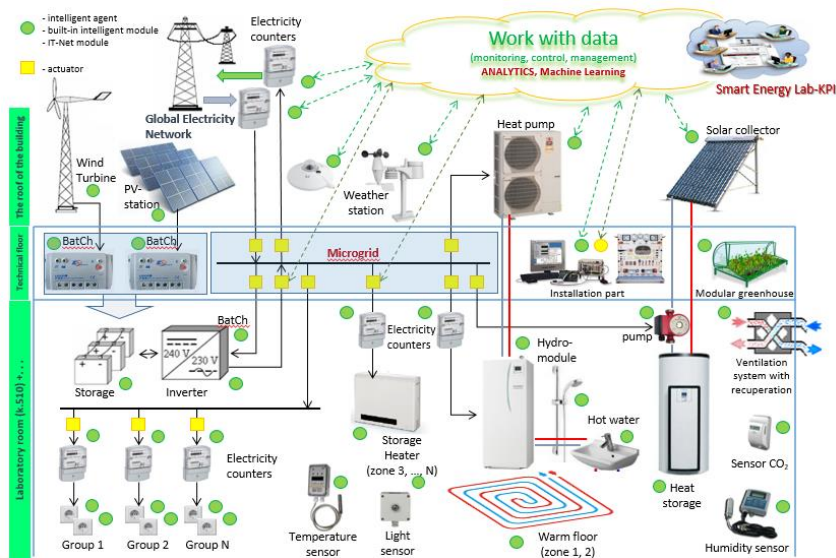 - intelligent agent
- built-in intelligent module
- IT-Net module
- actuator
Electricity
counters
Work with data
(monitoring, control, management)
ANALYTICS, Machine Learning
Smart Energy Lab-KPI
Global Electricity
Network
The roof of the building
Wind
Turbine
PV-
station
Weather
station
Heat pump
Solar collector
Technical floor
BatCh
BatCh
Microgrid
Installation part
Modular greenhouse
Laboratory room (k.510) +. . .
BatCh
240 V
230 V
Storage
Inverter
Electricity
counters
Hydro-
module
pump
Ventilation
system with
recuperation
Storage
Heater
(zone 3, ..., N)
Hot water
Electricity
counters
Sensor CO₂
Heat
storage
Group 1
Group 2
Group N
Temperature
sensor
Light
sensor
Warm floor
(zone 1, 2)
Humidity sensor